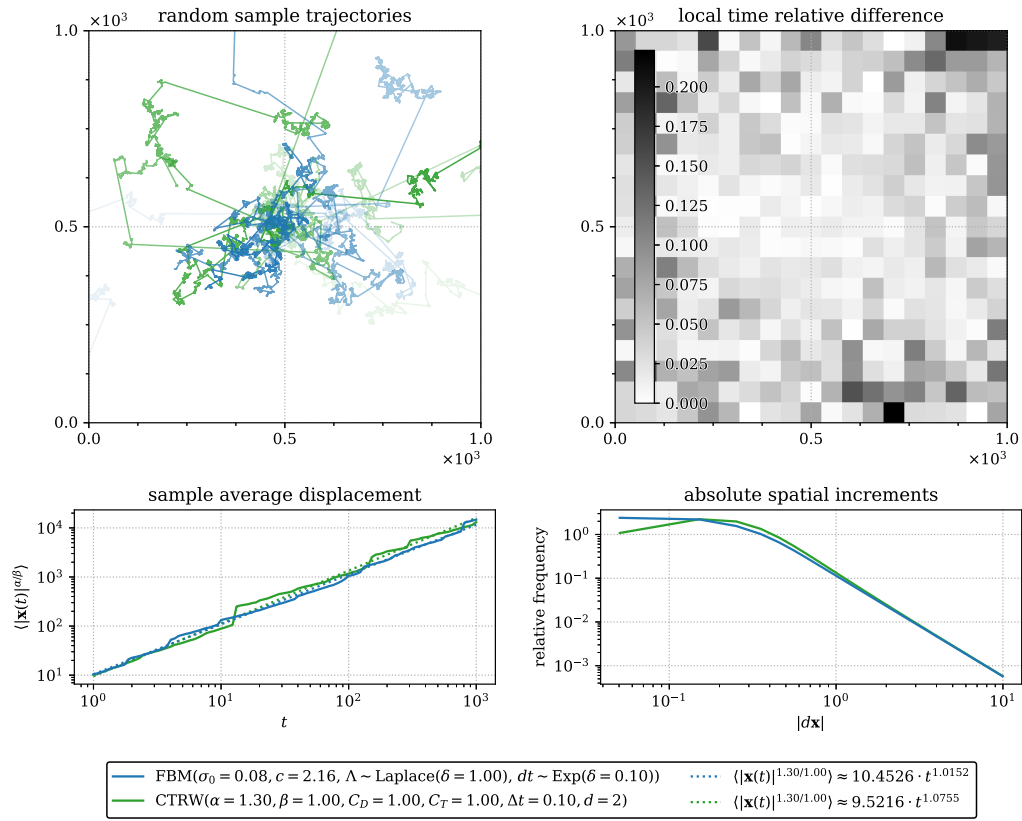 random sample trajectories
×10³
1.0
0.5
0.0
0.0 0.5 1.0
×10³
local time relative difference
×10³
1.0
0.5
0.0
0.200
0.175
0.150
0.125
0.100
0.075
0.050
0.025
0.000
0.0 0.5 1.0
×10³
sample average displacement
⟨|x(t)|^{α/β}⟩
10⁴
10³
10²
10¹
10⁰ 10¹ 10² 10³
t
absolute spatial increments
relative frequency
10⁰
10⁻¹
10⁻²
10⁻³
10⁻¹ 10⁰ 10¹
|dx|
FBM(σ₀ = 0.08, c = 2.16, Λ ~ Laplace(δ = 1.00), dt ~ Exp(δ = 0.10))
CTRW(α = 1.30, β = 1.00, C_D = 1.00, C_T = 1.00, Δt = 0.10, d = 2)
⟨|x(t)|^{1.30/1.00}⟩ ≈ 10.4526 · t^{1.0152}
⟨|x(t)|^{1.30/1.00}⟩ ≈ 9.5216 · t^{1.0755}